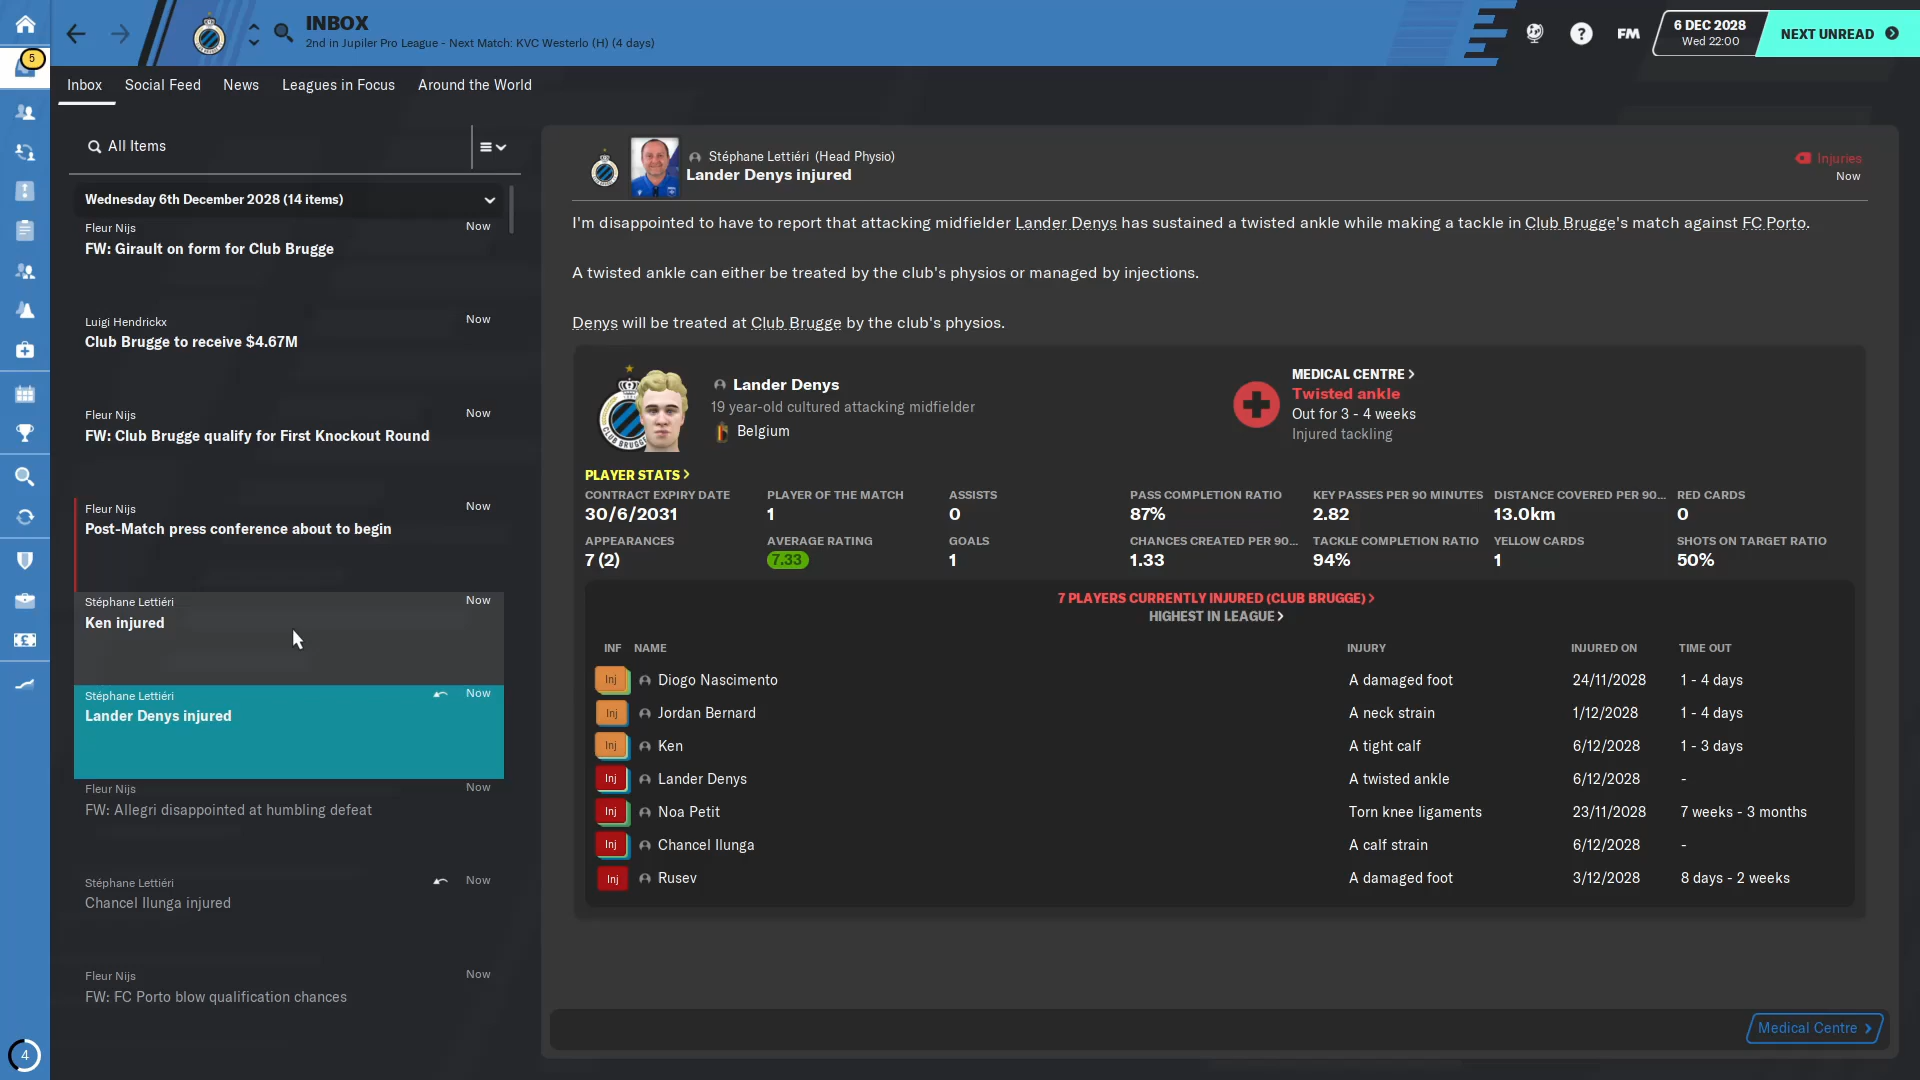 INBOX
2nd in Jupiler Pro League - Next Match: KVC Westerlo (H) (4 days)
FM
6 DEC 2028
Wed 22:00
NEXT UNREAD
5
Inbox
Social Feed
News
Leagues in Focus
Around the World
All Items
Wednesday 6th December 2028 (14 items)
Fleur Nijs
Now
FW: Girault on form for Club Brugge
Luigi Hendrickx
Now
Club Brugge to receive $4.67M
Fleur Nijs
Now
FW: Club Brugge qualify for First Knockout Round
Fleur Nijs
Now
Post-Match press conference about to begin
Stéphane Lettiéri
Now
Ken injured
Stéphane Lettiéri
Now
Lander Denys injured
Fleur Nijs
Now
FW: Allegri disappointed at humbling defeat
Stéphane Lettiéri
Now
Chancel Ilunga injured
Fleur Nijs
Now
FW: FC Porto blow qualification chances
4
Stéphane Lettiéri (Head Physio)
Lander Denys injured
Injuries
Now
I'm disappointed to have to report that attacking midfielder Lander Denys has sustained a twisted ankle while making a tackle in Club Brugge's match against FC Porto.
A twisted ankle can either be treated by the club's physios or managed by injections.
Denys will be treated at Club Brugge by the club's physios.
Lander Denys
19 year-old cultured attacking midfielder
Belgium
MEDICAL CENTRE
Twisted ankle
Out for 3 - 4 weeks
Injured tackling
PLAYER STATS
CONTRACT EXPIRY DATE PLAYER OF THE MATCH ASSISTS PASS COMPLETION RATIO KEY PASSES PER 90 MINUTES DISTANCE COVERED PER 90... RED CARDS
30/6/2031 1 0 87% 2.82 13.0km 0
APPEARANCES AVERAGE RATING GOALS CHANCES CREATED PER 90... TACKLE COMPLETION RATIO YELLOW CARDS SHOTS ON TARGET RATIO
7 (2) 7.33 1 1.33 94% 1 50%
7 PLAYERS CURRENTLY INJURED (CLUB BRUGGE)
HIGHEST IN LEAGUE
INF NAME INJURY INJURED ON TIME OUT
Inj Diogo Nascimento A damaged foot 24/11/2028 1 - 4 days
Inj Jordan Bernard A neck strain 1/12/2028 1 - 4 days
Inj Ken A tight calf 6/12/2028 1 - 3 days
Inj Lander Denys A twisted ankle 6/12/2028 -
Inj Noa Petit Torn knee ligaments 23/11/2028 7 weeks - 3 months
Inj Chancel Ilunga A calf strain 6/12/2028 -
Inj Rusev A damaged foot 3/12/2028 8 days - 2 weeks
Medical Centre